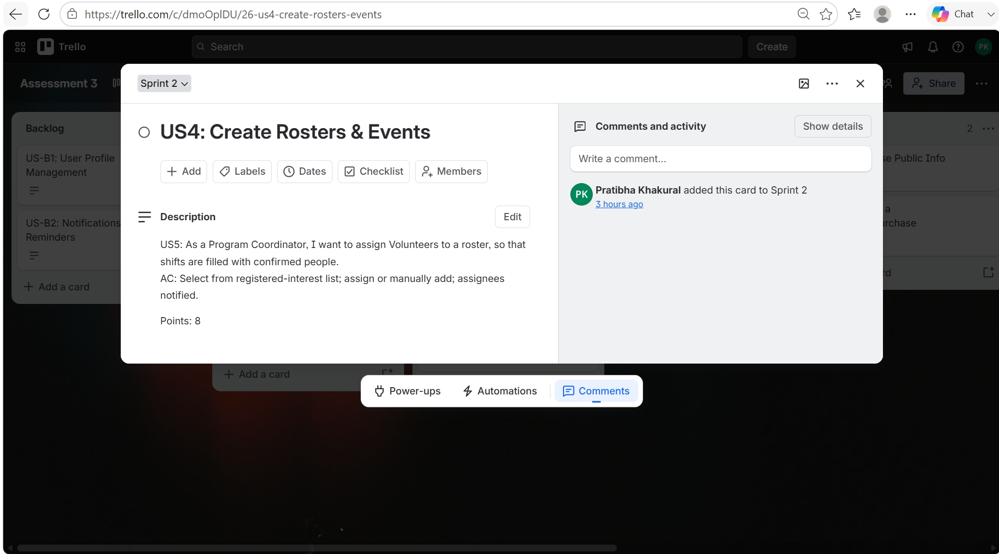 https://trello.com/c/dmoOplDU/26-us4-create-rosters-events
Chat
Trello
Search
Create
PK
Assessment 3
Share
Sprint 2
Backlog
US-B1: User Profile
Management
US-B2: Notifications
Reminders
Add a card
US4: Create Rosters & Events
Add
Labels
Dates
Checklist
Members
Description
Edit
US5: As a Program Coordinator, I want to assign Volunteers to a roster, so that
shifts are filled with confirmed people.
AC: Select from registered-interest list; assign or manually add; assignees
notified.
Points: 8
Comments and activity
Show details
Write a comment...
PK
Pratibha Khakural added this card to Sprint 2
3 hours ago
2
Public Info
a
Add a card
Power-ups
Automations
Comments